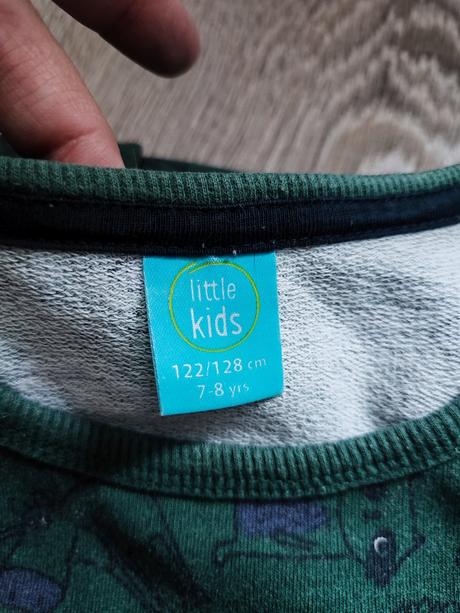 little
kids
122/128 cm
7-8 yrs